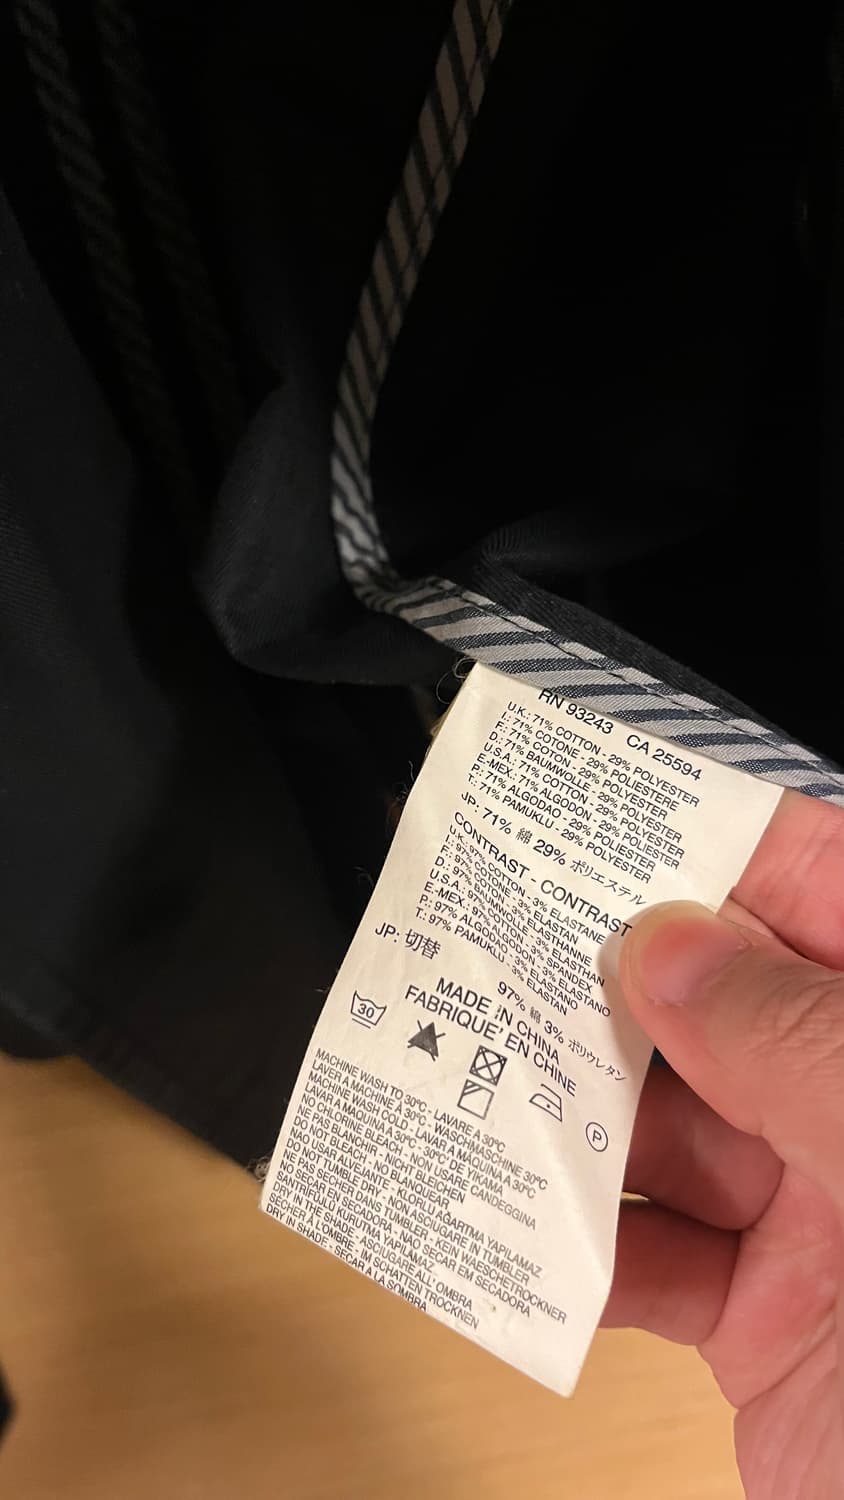 RN 93243 CA 25594
U.K.: 71% COTTON - 29% POLYESTER
I.: 71% COTONE - 29% POLIESTERE
F.: 71% COTON - 29% POLYESTER
D.: 71% BAUMWOLLE - 29% POLYESTER
U.S.A.: 71% COTTON - 29% POLYESTER
E-MEX.: 71% ALGODON - 29% POLIESTER
P.: 71% ALGODAO - 29% POLIESTER
T.: 71% PAMUKLU - 29% POLYESTER
JP: 71% 綿 29% ポリエステル
CONTRAST - CONTRAST
U.K.: 97% COTTON - 3% ELASTANE
I.: 97% COTONE - 3% ELASTAN
F.: 97% COTON - 3% ELASTHANNE
D.: 97% BAUMWOLLE - 3% ELASTHAN
U.S.A.: 97% COTTON - 3% SPANDEX
E.-MEX.: 97% ALGODON - 3% ELASTANO
P.: 97% ALGODAO - 3% ELASTANO
T.: 97% PAMUKLU - 3% ELASTAN
JP: 切替 97% 綿 3% ポリウレタン
MADE IN CHINA
FABRIQUE' EN CHINE
30
P
MACHINE WASH TO 30°C - LAVARE A 30°C
LAVER A MACHINE A 30°C - WASCHMASCHINE 30°C
MACHINE WASH COLD - LAVAR A MAQUINA A 30°C
LAVAR A MAQUINA A 30°C - 30°C DE YIKAMA
NO CHLORINE BLEACH - NON USARE CANDEGGINA
NE PAS BLANCHIR - NICHT BLEICHEN
DO NOT BLEACH - NO BLANQUEAR
NAO USAR ALVEJANTE - KLORLU AĞARTMA YAPILAMAZ
DO NOT TUMBLE DRY - NON ASCIUGARE IN TUMBLER
NE PAS SECHER DANS TUMBLER - KEIN WAESCHETROCKNER
NO SECAR EN SECADORA - NAO SECAR EM SECADORA
SANTRIFÜJLÜ KURUTMA YAPILAMAZ
DRY IN THE SHADE - ASCIUGARE ALL' OMBRA
SÉCHER À L'OMBRE - IM SCHATTEN TROCKNEN
DRY IN SHADE - SECAR A LA SOMBRA